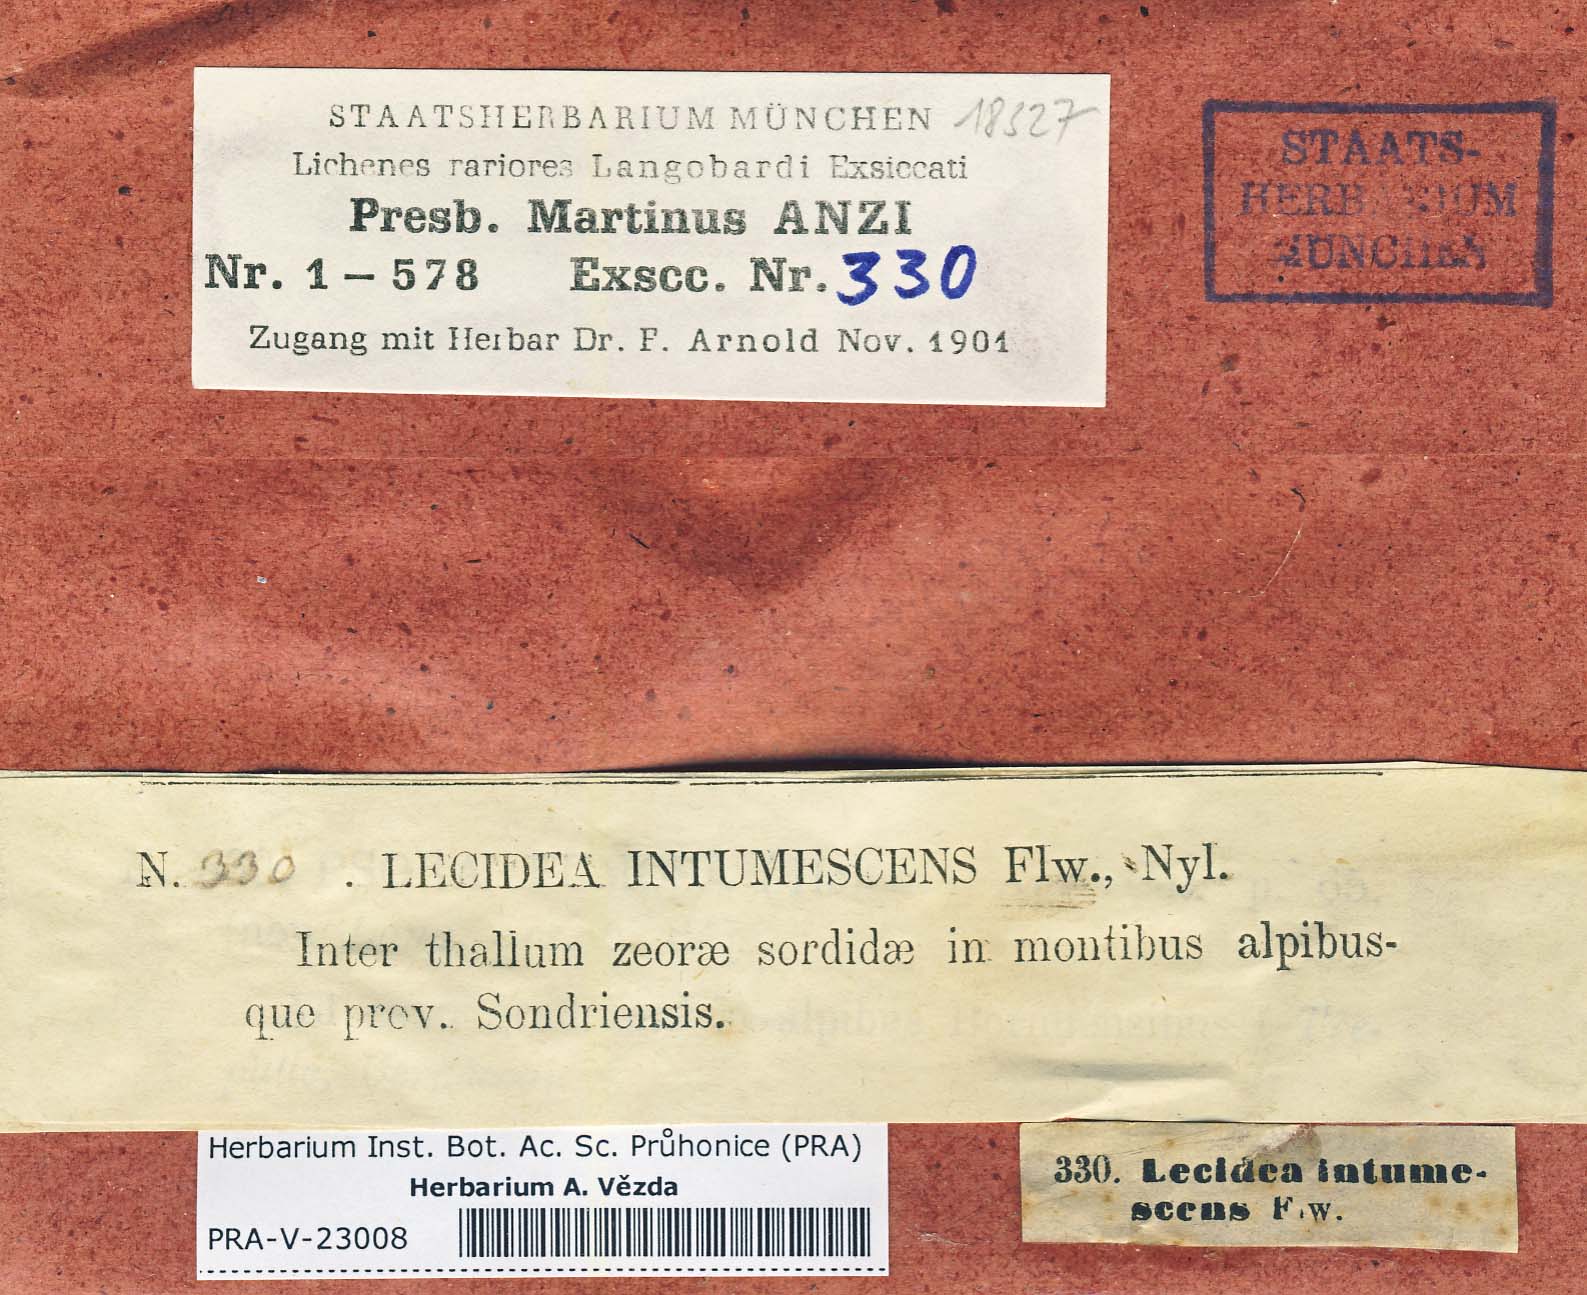 STAATSHERBARIUM MÜNCHEN 18327
Lichenes rariores Langobardi Exsiccati
Presb. Martinus ANZI
Nr. 1 – 578 Exscc. Nr. 330
Zugang mit Herbar Dr. F. Arnold Nov. 1901
STAATS-
HERBARIUM
MÜNCHEN
N. 330 . LECIDEA INTUMESCENS Flw., Nyl.
Inter thallum zeoræ sordidæ in montibus alpibus-
que prov. Sondriensis.
Herbarium Inst. Bot. Ac. Sc. Průhonice (PRA)
Herbarium A. Vězda
PRA-V-23008
330. Lecidea intume-
scens Flw.